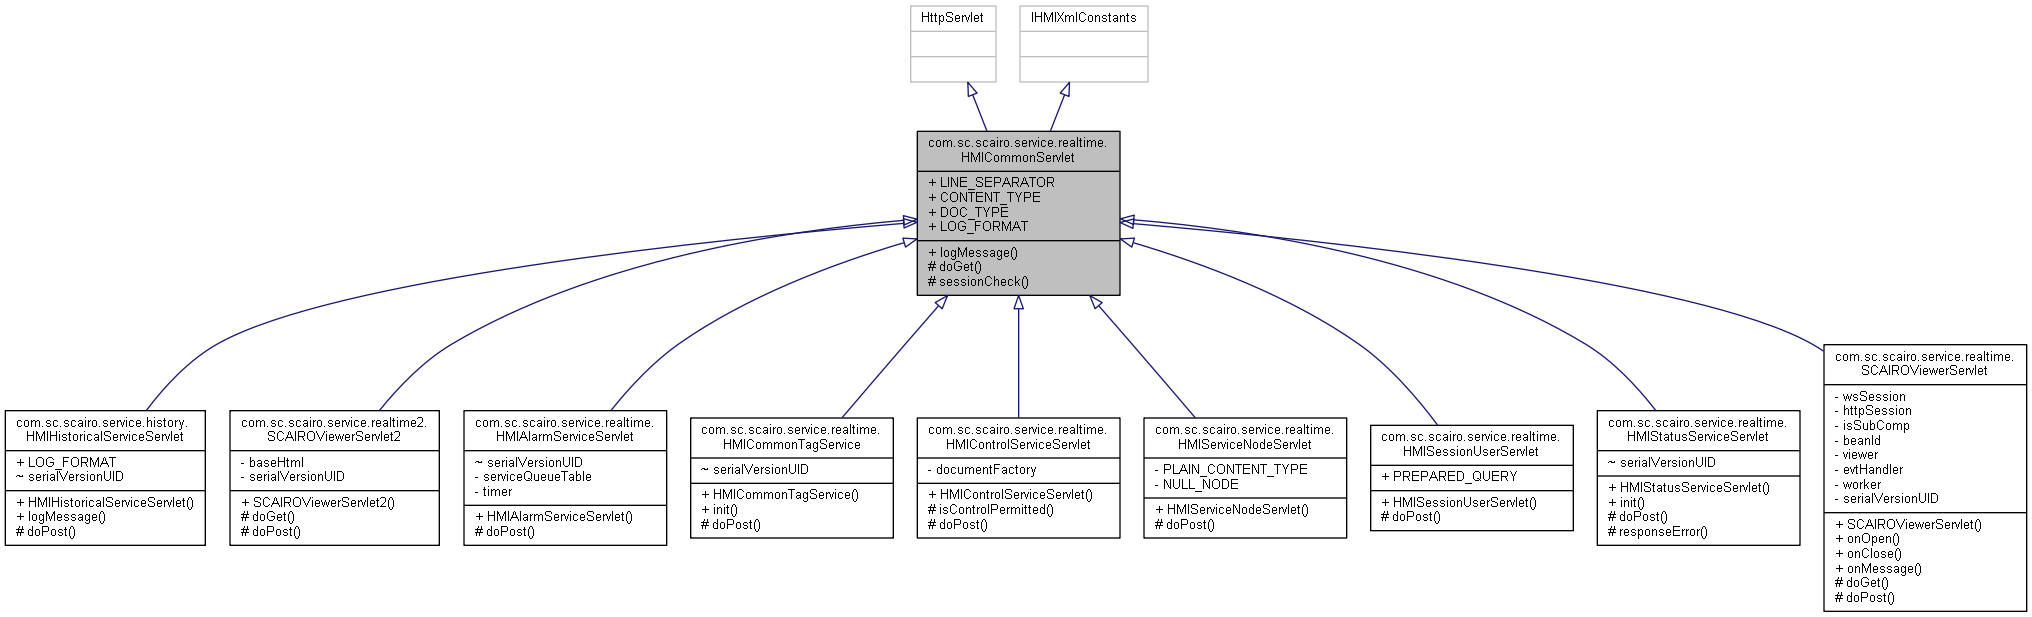 HttpServlet
IHMIXmlConstants
com.sc.scairo.service.realtime.
HMICommonServlet
+ LINE_SEPARATOR
+ CONTENT_TYPE
+ DOC_TYPE
+ LOG_FORMAT
+ logMessage()
# doGet()
# sessionCheck()
com.sc.scairo.service.history.
HMIHistoricalServiceServlet
+ LOG_FORMAT
~ serialVersionUID
+ HMIHistoricalServiceServlet()
+ logMessage()
# doPost()
com.sc.scairo.service.realtime2.
SCAIROViewerServlet2
- baseHtml
- serialVersionUID
+ SCAIROViewerServlet2()
# doGet()
# doPost()
com.sc.scairo.service.realtime.
HMIAlarmServiceServlet
~ serialVersionUID
- serviceQueueTable
- timer
+ HMIAlarmServiceServlet()
# doPost()
com.sc.scairo.service.realtime.
HMICommonTagService
~ serialVersionUID
+ HMICommonTagService()
+ init()
# doPost()
com.sc.scairo.service.realtime.
HMIControlServiceServlet
- documentFactory
+ HMIControlServiceServlet()
# isControlPermitted()
# doPost()
com.sc.scairo.service.realtime.
HMIServiceNodeServlet
- PLAIN_CONTENT_TYPE
- NULL_NODE
+ HMIServiceNodeServlet()
# doPost()
com.sc.scairo.service.realtime.
HMISessionUserServlet
+ PREPARED_QUERY
+ HMISessionUserServlet()
# doPost()
com.sc.scairo.service.realtime.
HMIStatusServiceServlet
~ serialVersionUID
+ HMIStatusServiceServlet()
+ init()
# doPost()
# responseError()
com.sc.scairo.service.realtime.
SCAIROViewerServlet
- wsSession
- httpSession
- isSubComp
- beanId
- viewer
- evtHandler
- worker
- serialVersionUID
+ SCAIROViewerServlet()
+ onOpen()
+ onClose()
+ onMessage()
# doGet()
# doPost()